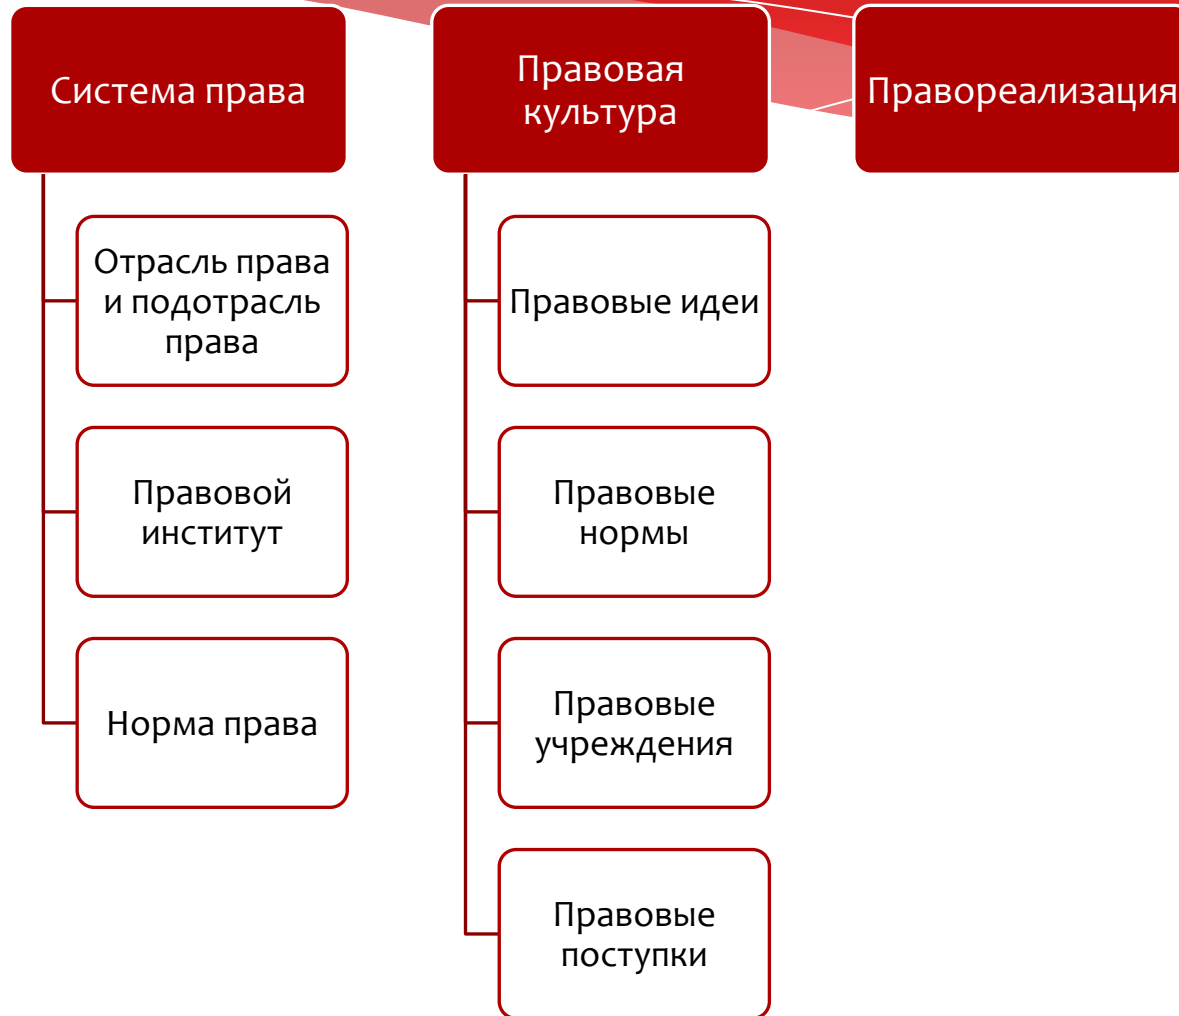 Система права
Отрасль права
и подотрасль
права
Правовой
институт
Норма права
Правовая
культура
Правовые идеи
Правовые
нормы
Правовые
учреждения
Правовые
поступки
Правореализация